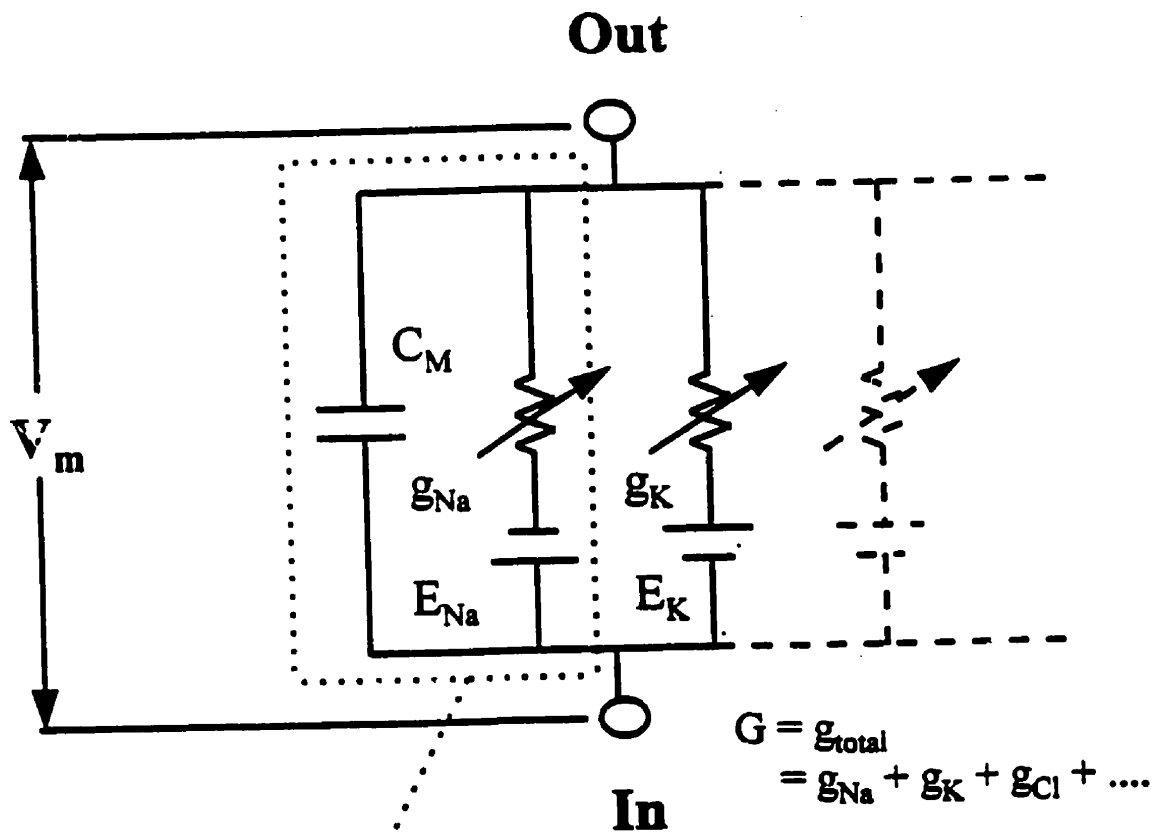 Out
C_M
V_m
g_Na
g_K
E_Na
E_K
G = g_total
= g_Na + g_K + g_Cl + ....
In